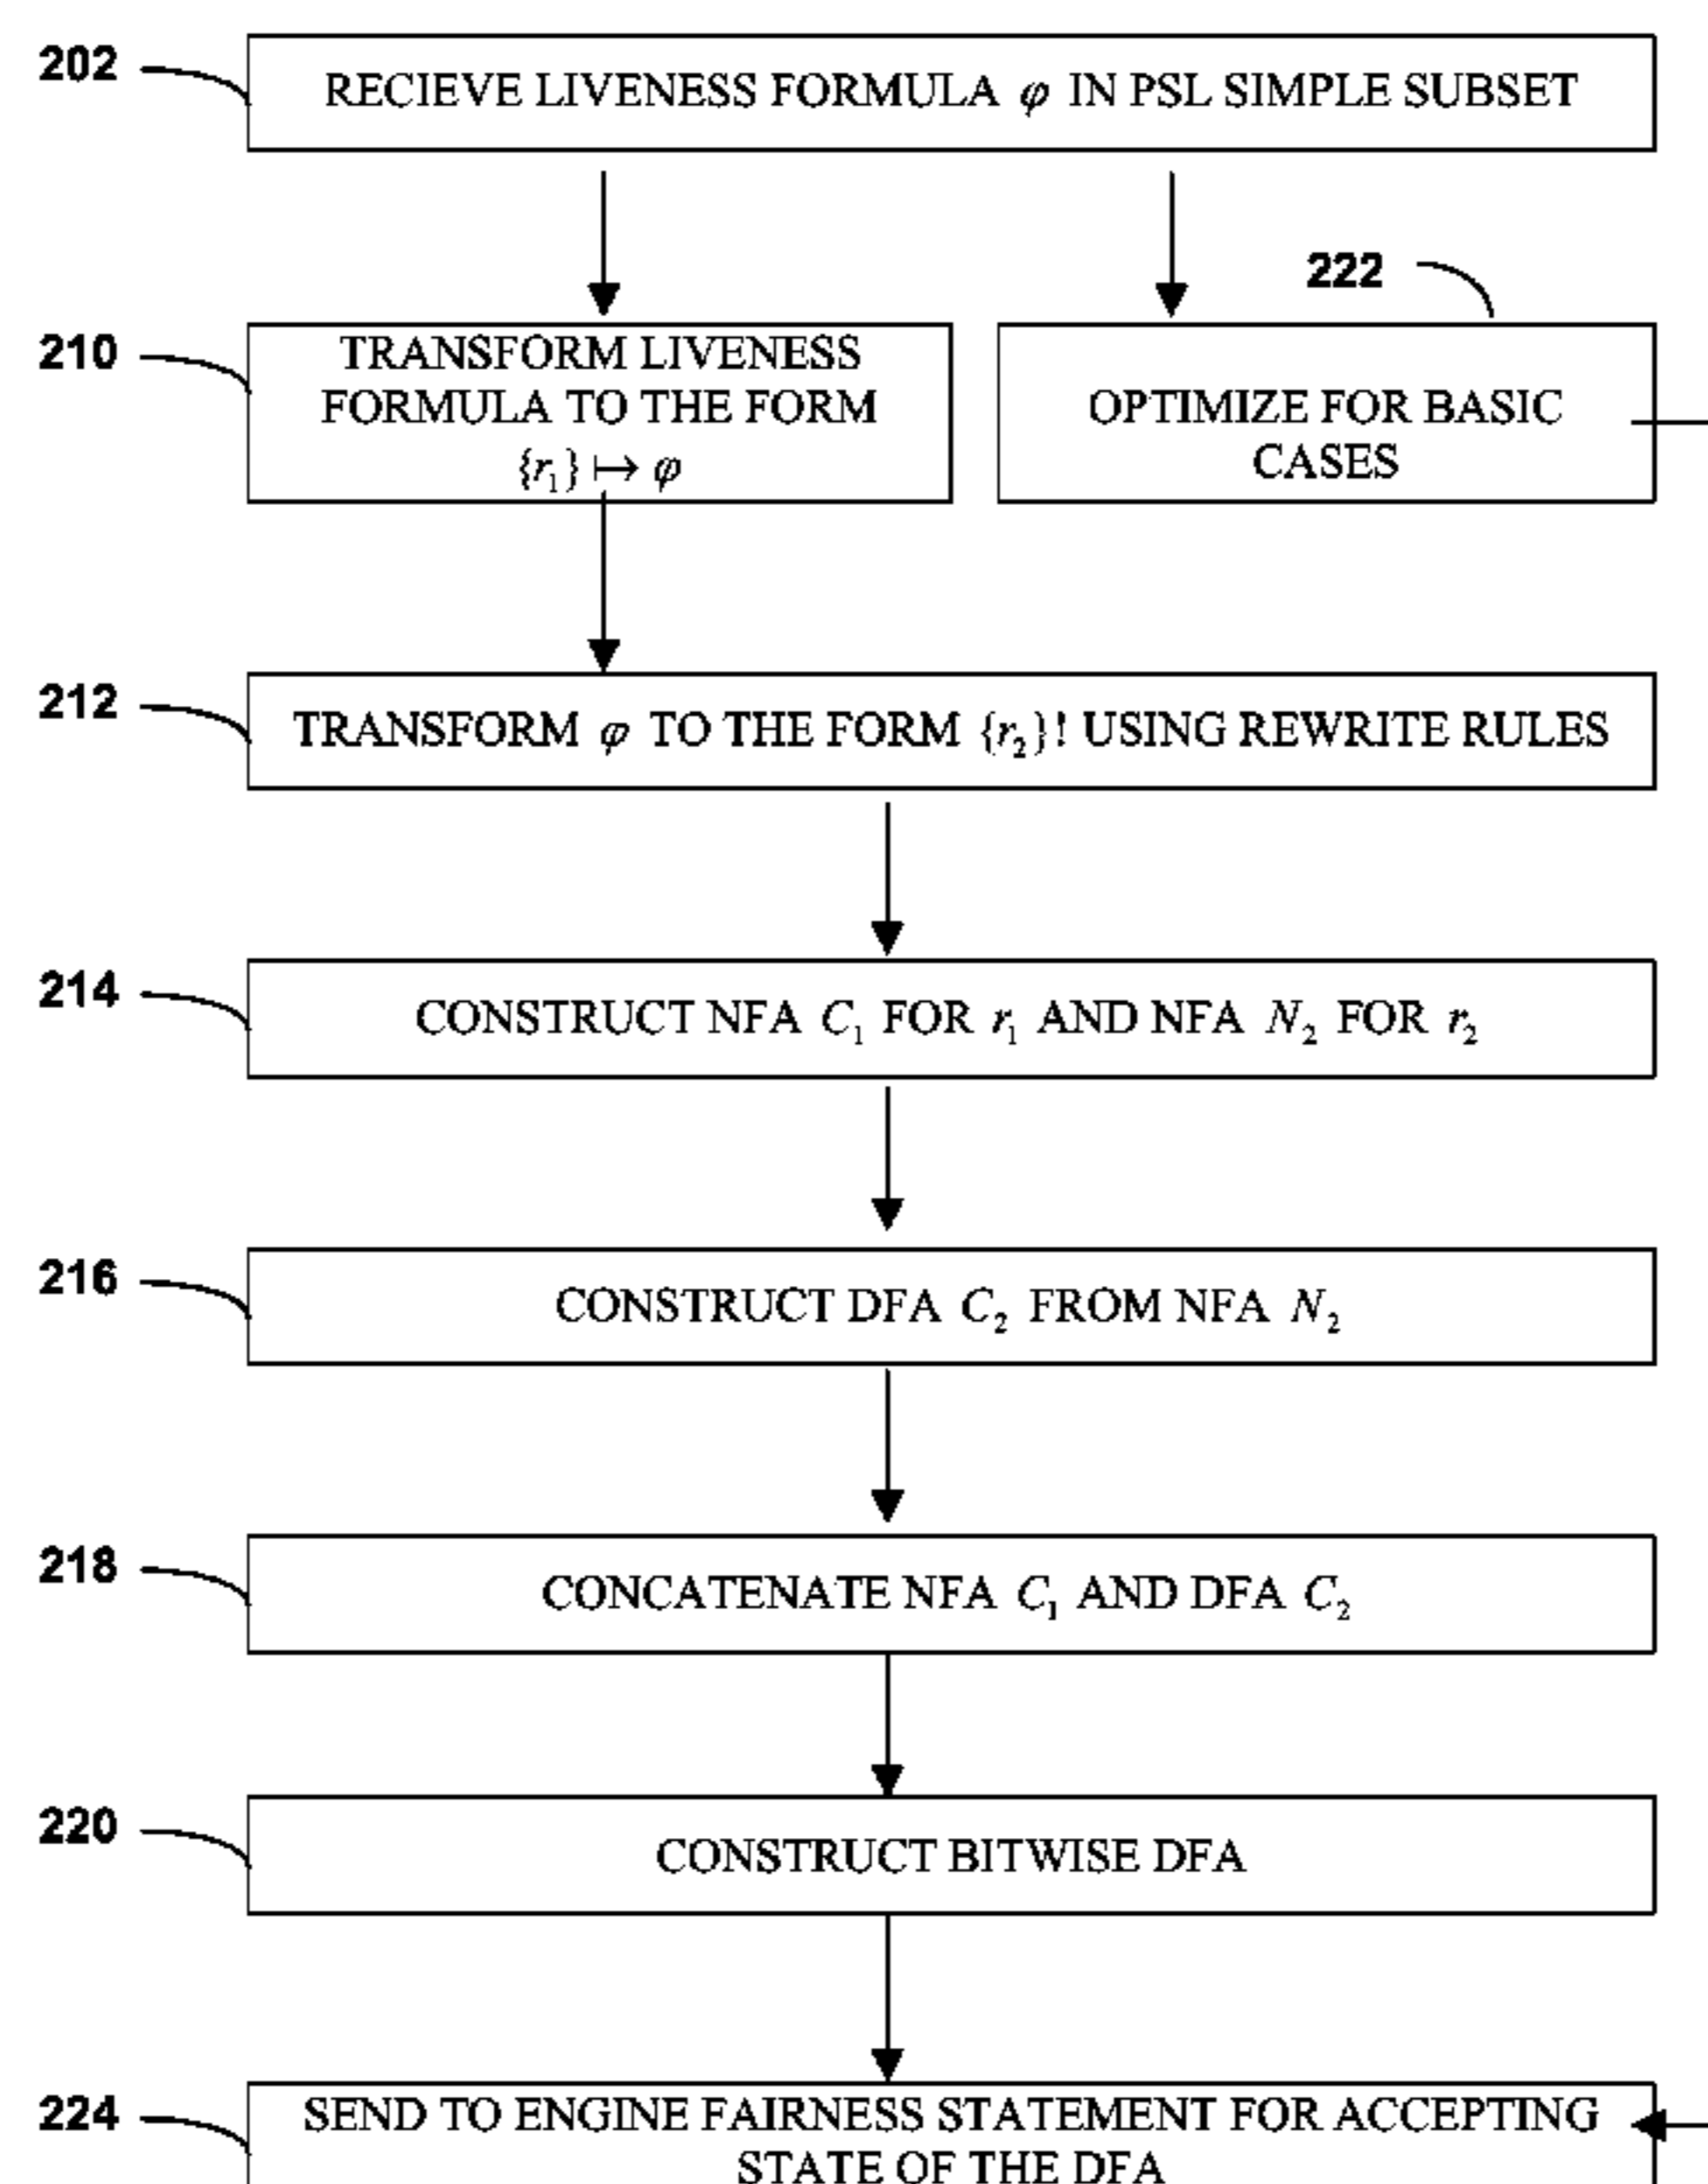 202
RECIEVE LIVENESS FORMULA φ IN PSL SIMPLE SUBSET
222
210
TRANSFORM LIVENESS
FORMULA TO THE FORM
{r₁} ↦ φ
OPTIMIZE FOR BASIC
CASES
212
TRANSFORM φ TO THE FORM {r₂}! USING REWRITE RULES
214
CONSTRUCT NFA C₁ FOR r₁ AND NFA N₂ FOR r₂
216
CONSTRUCT DFA C₂ FROM NFA N₂
218
CONCATENATE NFA C₁ AND DFA C₂
220
CONSTRUCT BITWISE DFA
224
SEND TO ENGINE FAIRNESS STATEMENT FOR ACCEPTING
STATE OF THE DFA